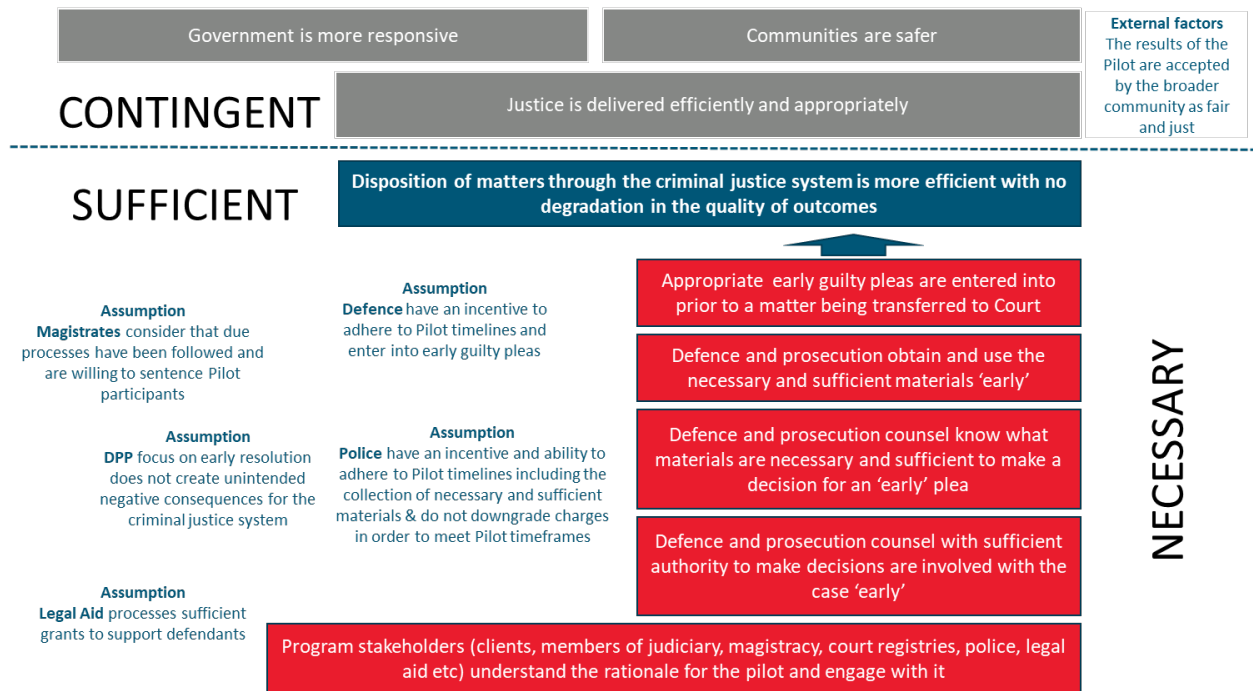 Government is more responsive
Communities are safer
External factors
The results of the
Pilot are accepted
by the broader
community as fair
and just
CONTINGENT
Justice is delivered efficiently and appropriately
SUFFICIENT
Disposition of matters through the criminal justice system is more efficient with no
degradation in the quality of outcomes
Appropriate early guilty pleas are entered into
prior to a matter being transferred to Court
Assumption
Defence have an incentive to
adhere to Pilot timelines and
enter into early guilty pleas
Assumption
Magistrates consider that due
processes have been followed and
are willing to sentence Pilot
participants
Defence and prosecution obtain and use the
necessary and sufficient materials ‘early’
NECESSARY
Assumption
DPP focus on early resolution
does not create unintended
negative consequences for the
criminal justice system
Assumption
Police have an incentive and ability to
adhere to Pilot timelines including the
collection of necessary and sufficient
materials & do not downgrade charges
in order to meet Pilot timeframes
Defence and prosecution counsel know what
materials are necessary and sufficient to make a
decision for an ‘early’ plea
Defence and prosecution counsel with sufficient
authority to make decisions are involved with the
case ‘early’
Assumption
Legal Aid processes sufficient
grants to support defendants
Program stakeholders (clients, members of judiciary, magistracy, court registries, police, legal
aid etc) understand the rationale for the pilot and engage with it